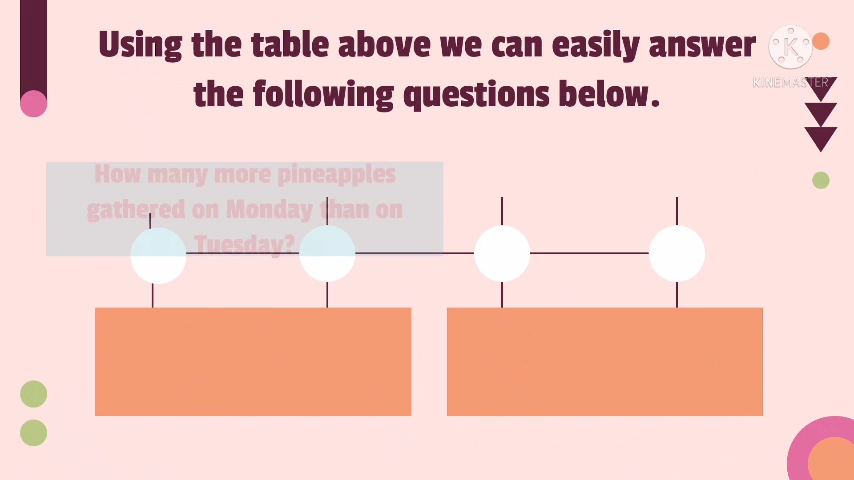 Using the table above we can easily answer
the following questions below.
K
KINEMASTER
How many more pineapples
gathered on Monday than on
Tuesday?